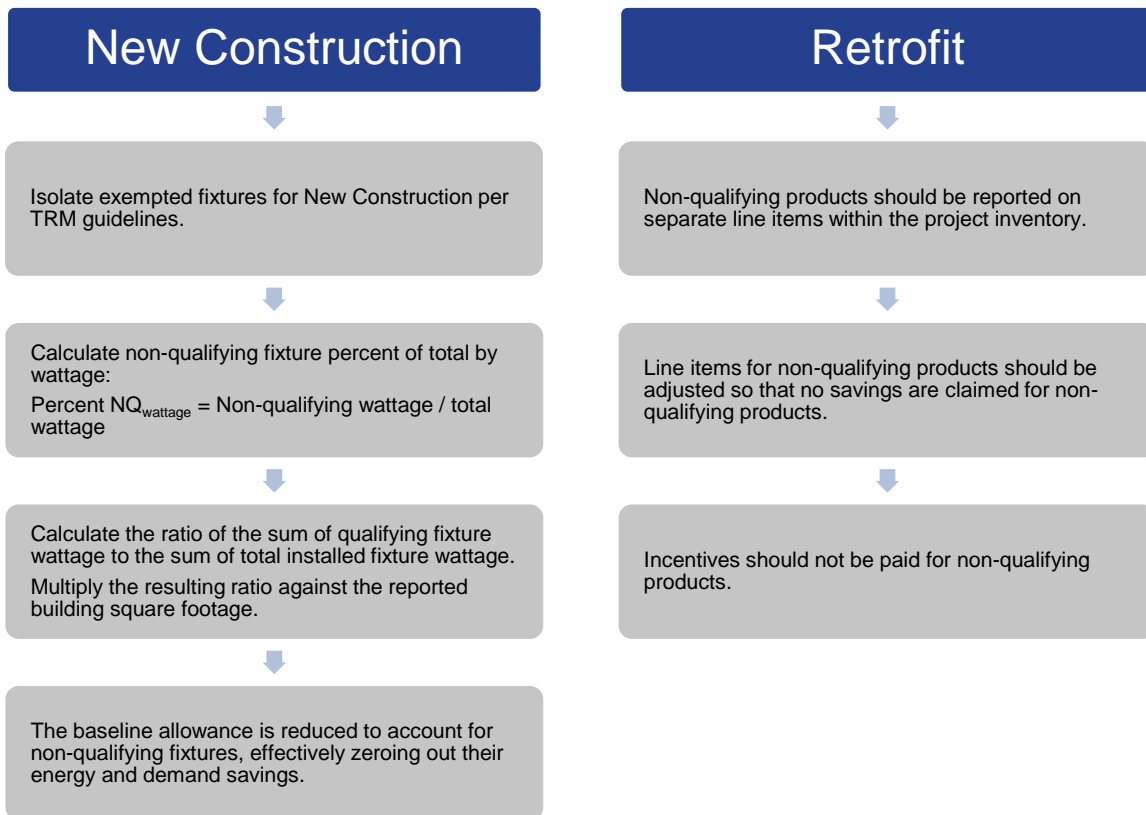 New Construction
Isolate exempted fixtures for New Construction per
TRM guidelines.
Calculate non-qualifying fixture percent of total by
wattage:
Percent NQwattage = Non-qualifying wattage / total
wattage
Calculate the ratio of the sum of qualifying fixture
wattage to the sum of total installed fixture wattage.
Multiply the resulting ratio against the reported
building square footage.
The baseline allowance is reduced to account for
non-qualifying fixtures, effectively zeroing out their
energy and demand savings.
Retrofit
Non-qualifying products should be reported on
separate line items within the project inventory.
Line items for non-qualifying products should be
adjusted so that no savings are claimed for non-
qualifying products.
Incentives should not be paid for non-qualifying
products.